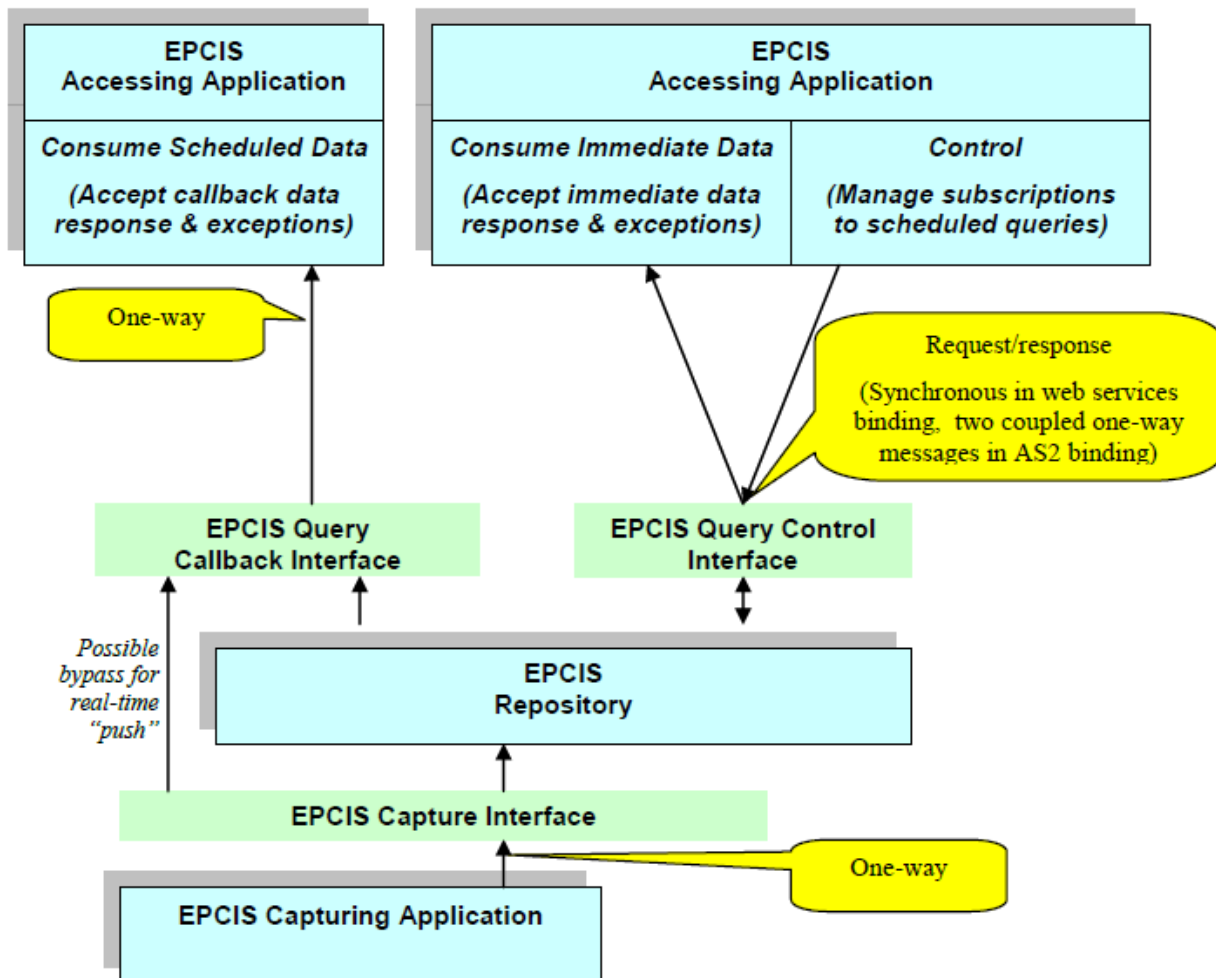 EPCIS
Accessing Application
Consume Scheduled Data
(Accept callback data
response & exceptions)
EPCIS
Accessing Application
Consume Immediate Data
(Accept immediate data
response & exceptions)
Control
(Manage subscriptions
to scheduled queries)
One-way
Request/response
(Synchronous in web services
binding, two coupled one-way
messages in AS2 binding)
EPCIS Query
Callback Interface
EPCIS Query Control
Interface
Possible
bypass for
real-time
“push”
EPCIS
Repository
EPCIS Capture Interface
One-way
EPCIS Capturing Application